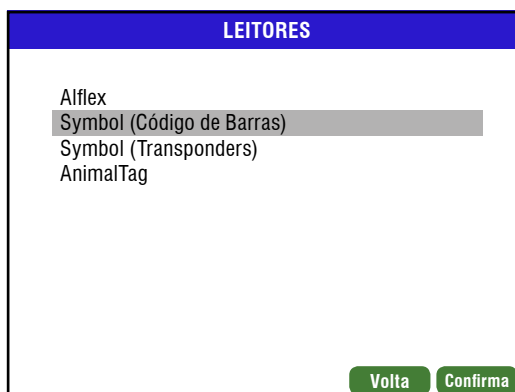 LEITORES
Alflex
Symbol (Código de Barras)
Symbol (Transponders)
AnimalTag
Volta Confirma